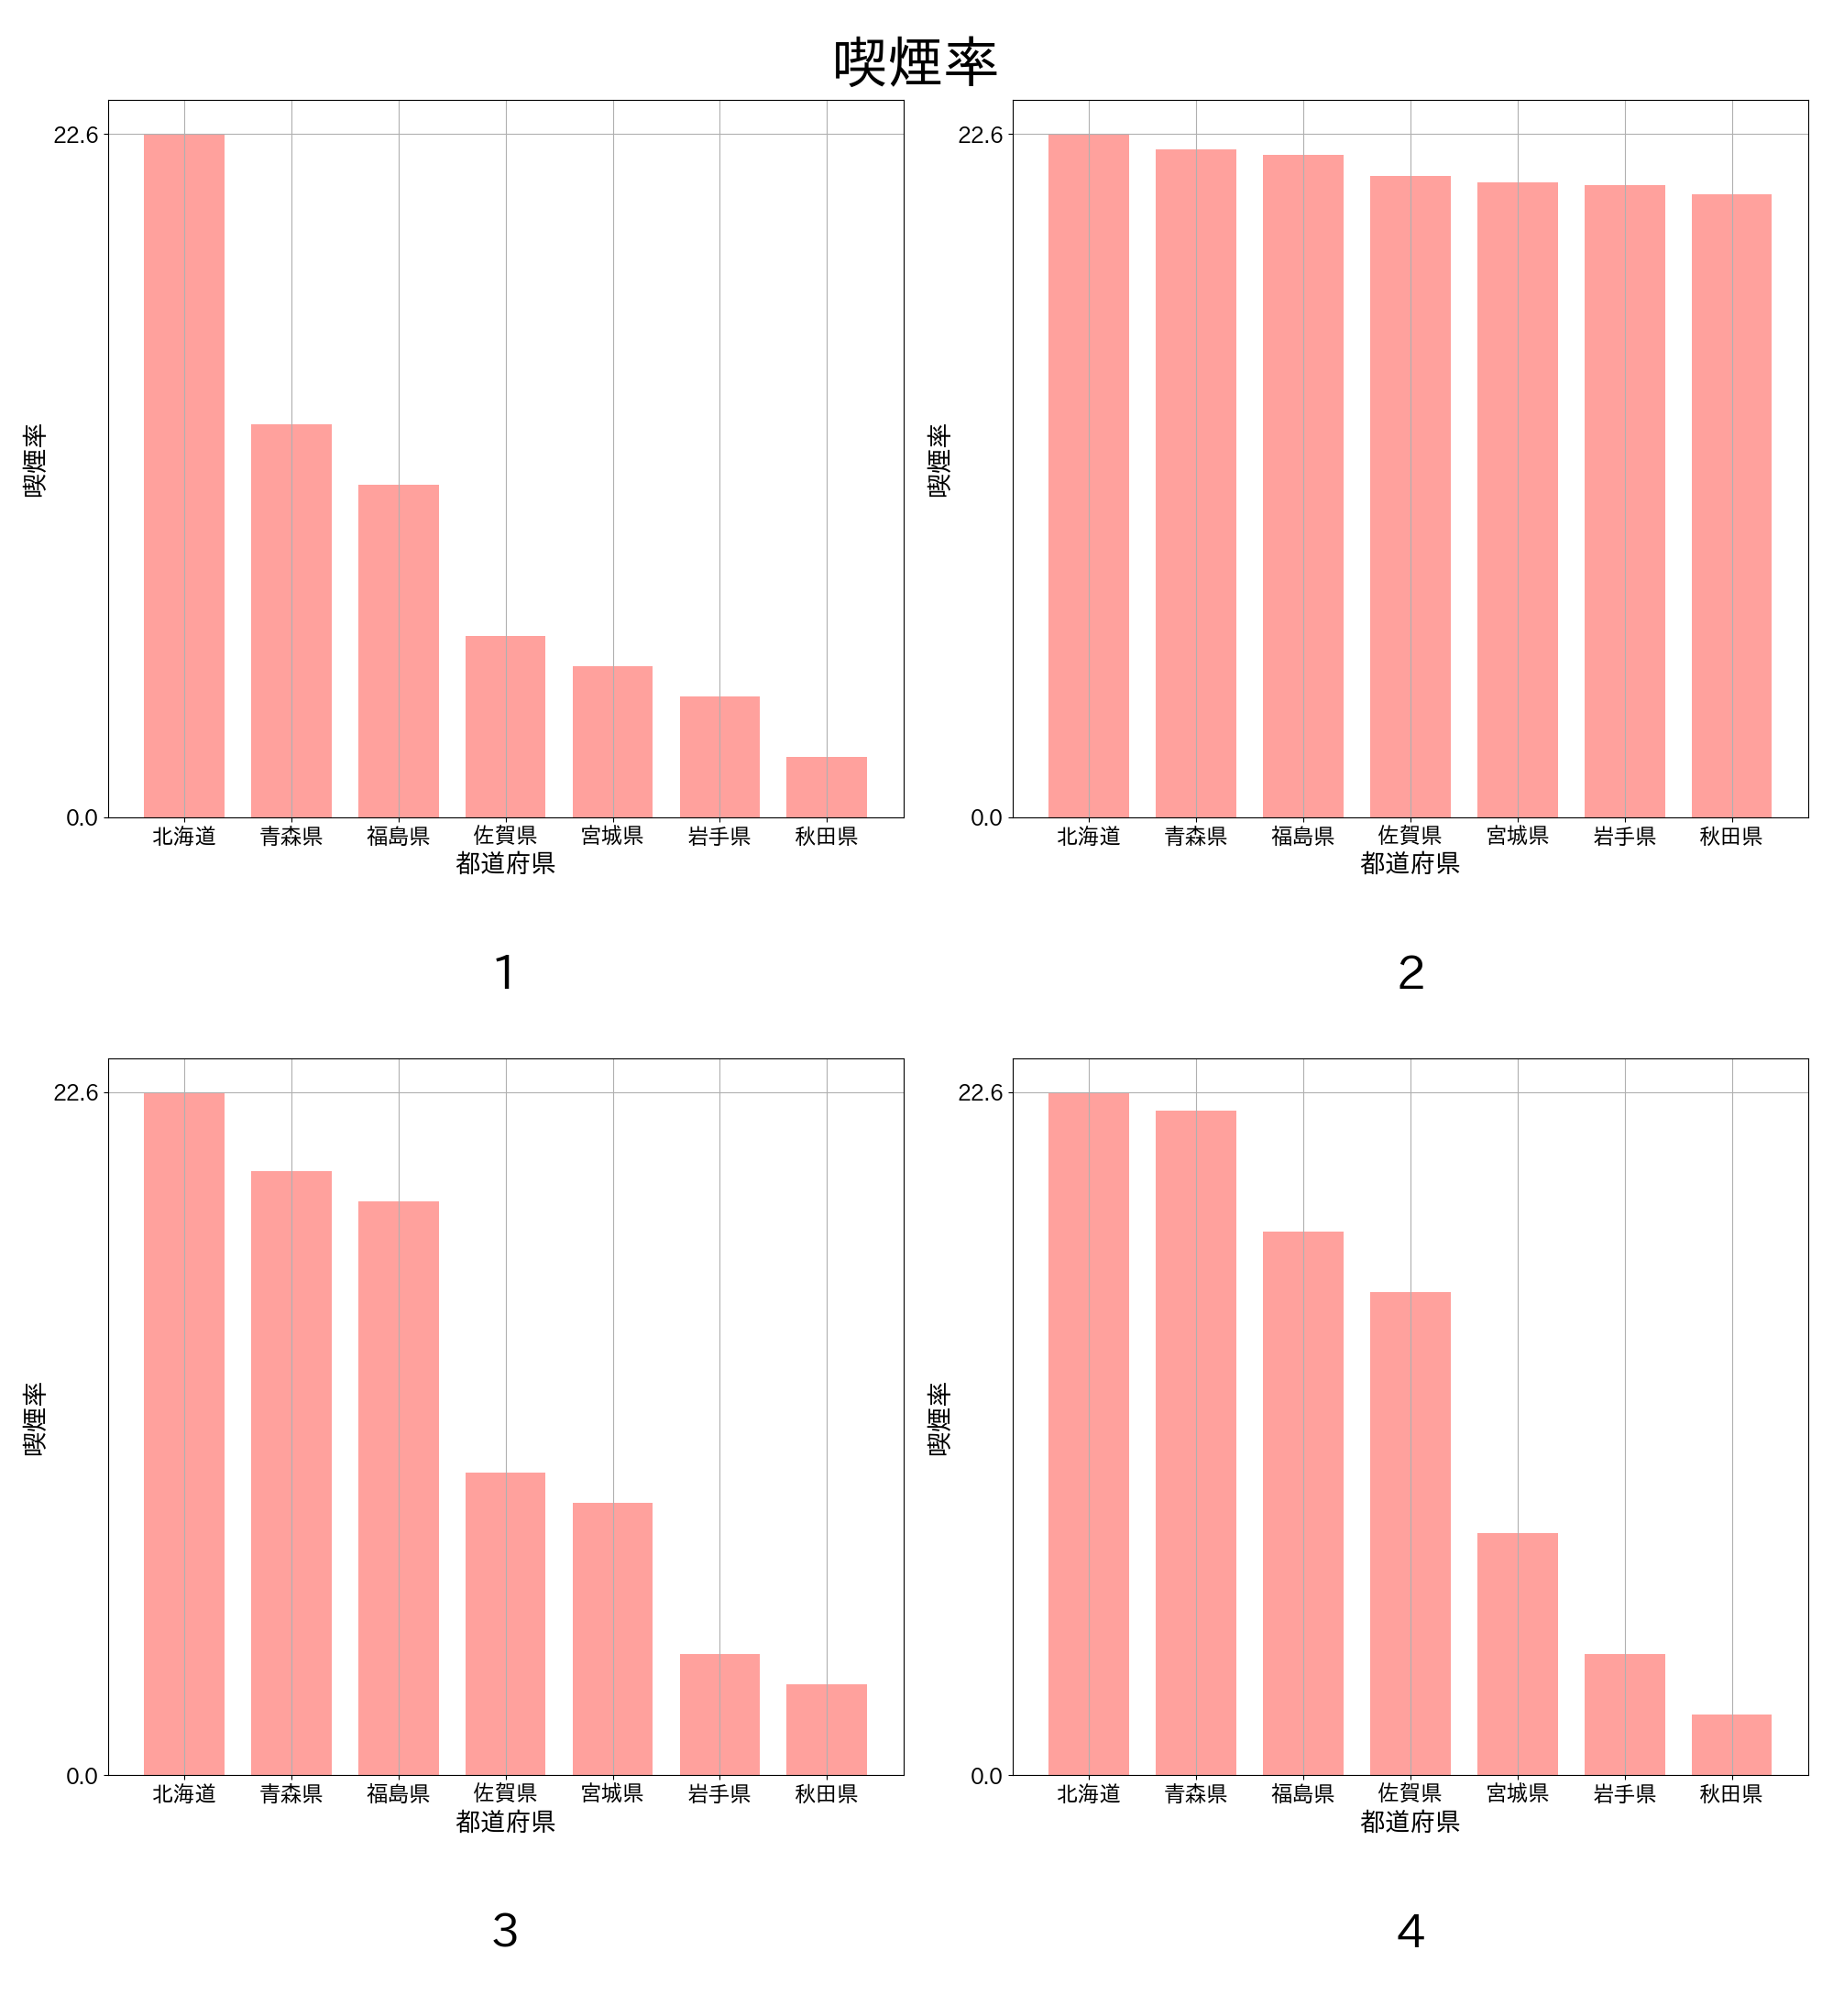 喫煙率
22.6
0.0
喫煙率
北海道 青森県 福島県 佐賀県 宮城県 岩手県 秋田県
都道府県
1
22.6
0.0
喫煙率
北海道 青森県 福島県 佐賀県 宮城県 岩手県 秋田県
都道府県
2
22.6
0.0
喫煙率
北海道 青森県 福島県 佐賀県 宮城県 岩手県 秋田県
都道府県
3
22.6
0.0
喫煙率
北海道 青森県 福島県 佐賀県 宮城県 岩手県 秋田県
都道府県
4